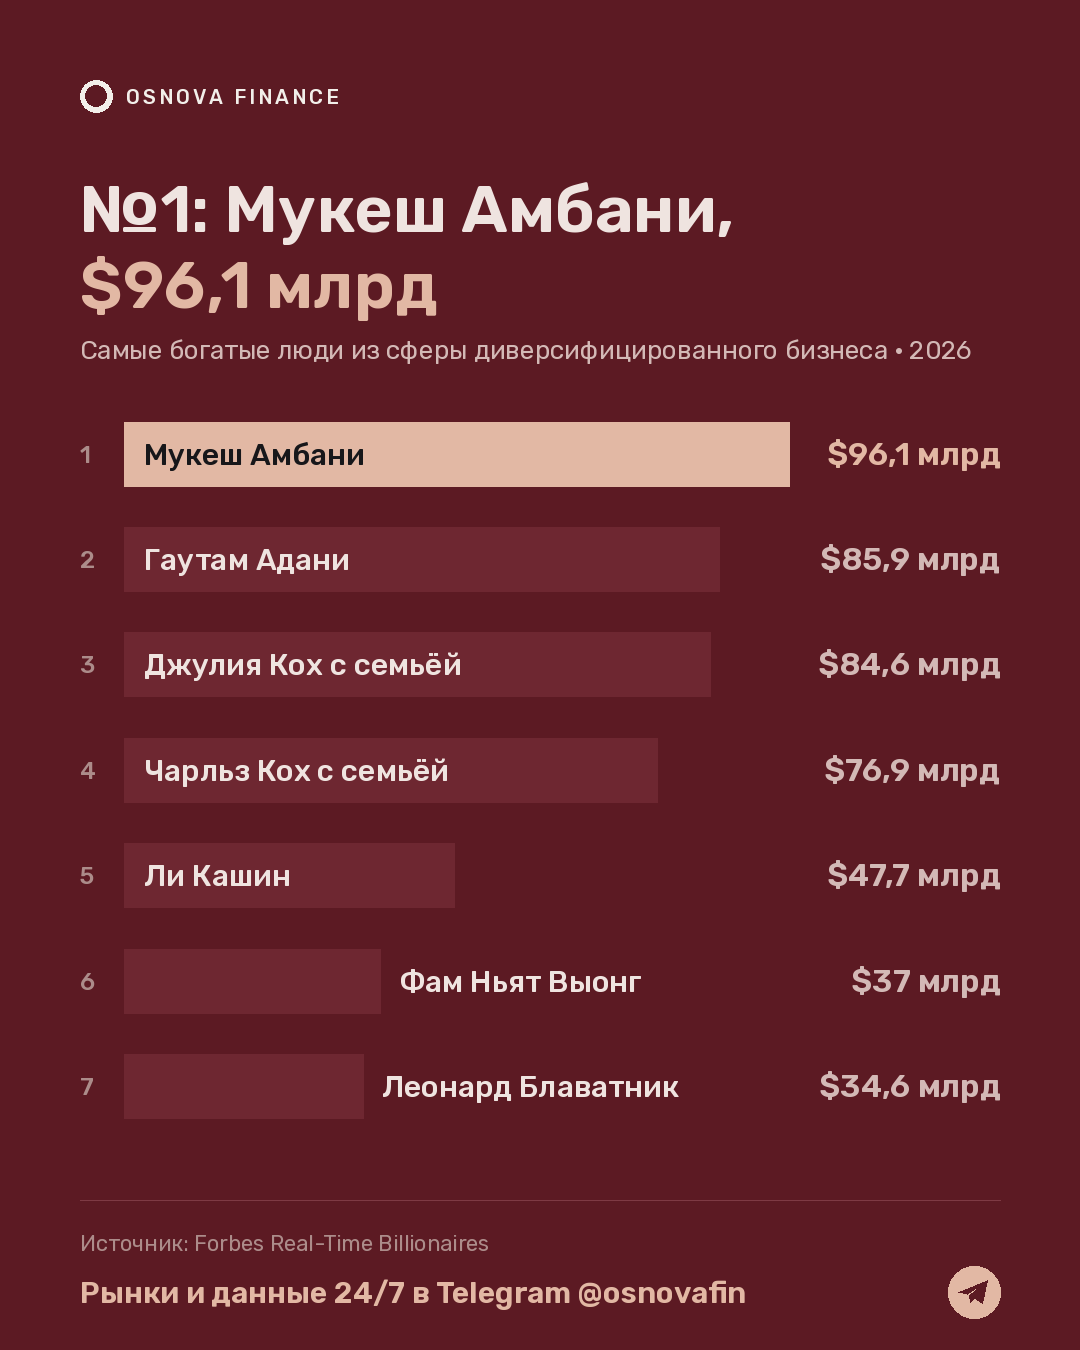 OSNOVA FINANCE
№1: Мукеш Амбани,
$96,1 млрд
Самые богатые люди из сферы диверсифицированного бизнеса • 2026
1 Мукеш Амбани $96,1 млрд
2 Гаутам Адани $85,9 млрд
3 Джулия Кох с семьёй $84,6 млрд
4 Чарльз Кох с семьёй $76,9 млрд
5 Ли Кашин $47,7 млрд
6 Фам Ньят Выонг $37 млрд
7 Леонард Блаватник $34,6 млрд
Источник: Forbes Real-Time Billionaires
Рынки и данные 24/7 в Telegram @osnovafin